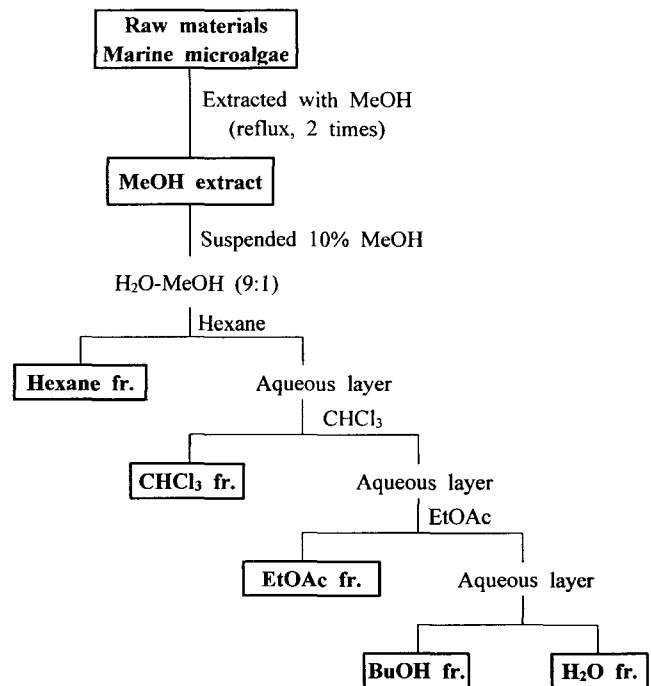 Raw materials
Marine microalgae
Extracted with MeOH
(reflux, 2 times)
MeOH extract
Suspended 10% MeOH
H₂O-MeOH (9:1)
Hexane
Hexane fr.
Aqueous layer
CHCl₃
CHCl₃ fr.
Aqueous layer
EtOAc
EtOAc fr.
Aqueous layer
BuOH fr.
H₂O fr.